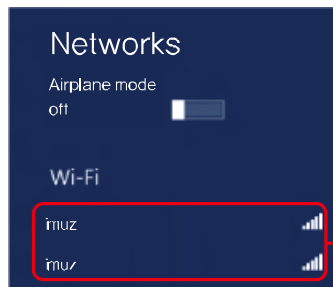 Networks
Airplane mode
off
Wi-Fi
imuz
imuz